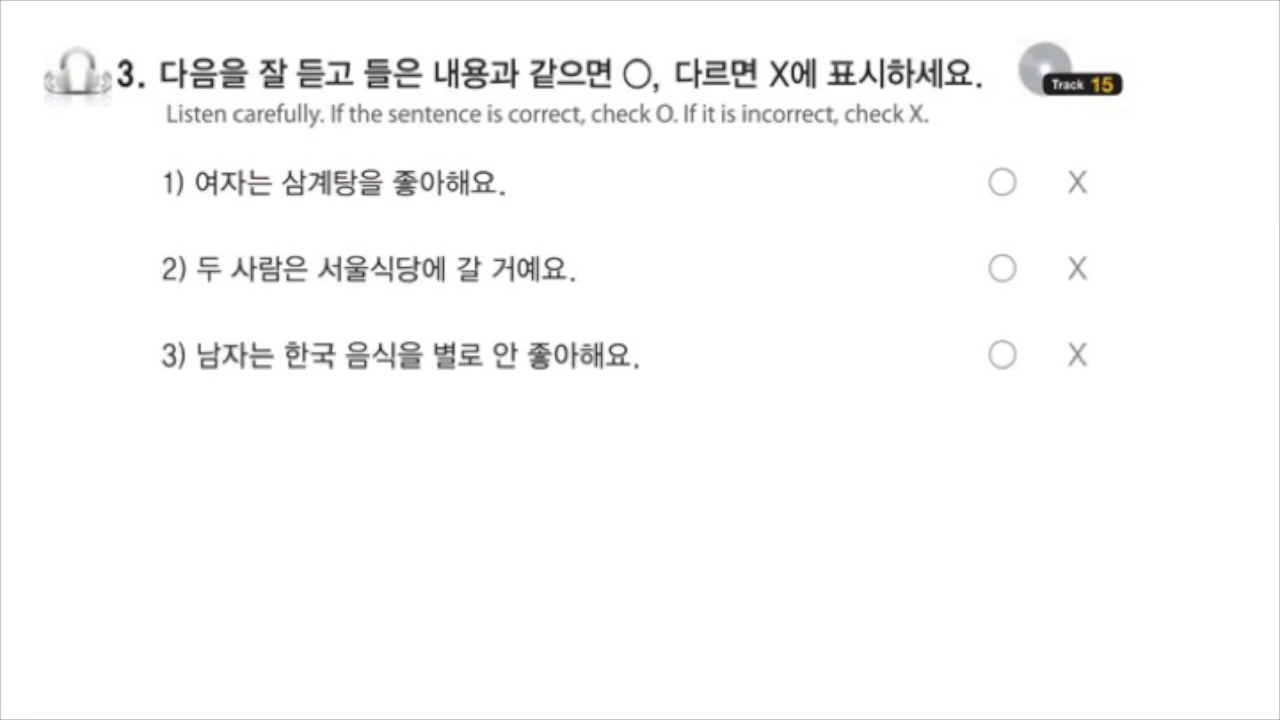 3. 다음을 잘 듣고 들은 내용과 같으면 ○, 다르면 X에 표시하세요.
Track 15
Listen carefully. If the sentence is correct, check O. If it is incorrect, check X.
1) 여자는 삼계탕을 좋아해요. ○ X
2) 두 사람은 서울식당에 갈 거예요. ○ X
3) 남자는 한국 음식을 별로 안 좋아해요. ○ X